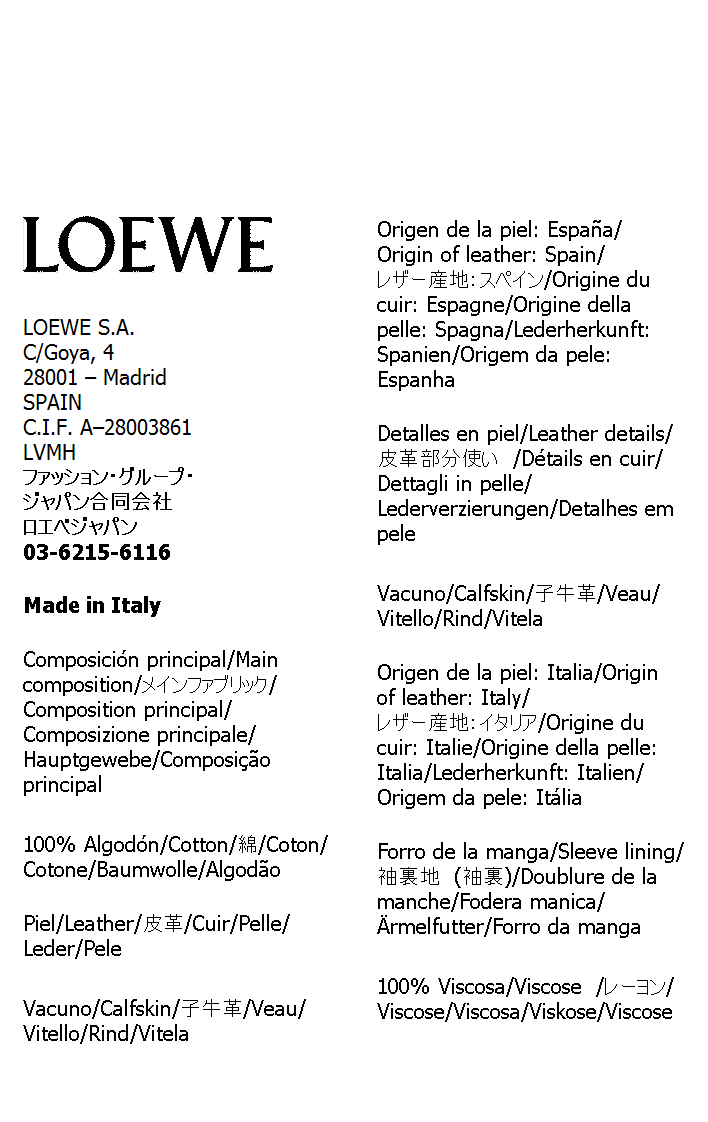 LOEWE
LOEWE S.A.
C/Goya, 4
28001 – Madrid
SPAIN
C.I.F. A–28003861
LVMH
ファッション･グループ･
ジャパン合同会社
ロエベジャパン
03-6215-6116
Made in Italy
Composición principal/Main
composition/メインファブリック/
Composition principal/
Composizione principale/
Hauptgewebe/Composição
principal
100% Algodón/Cotton/綿/Coton/
Cotone/Baumwolle/Algodão
Piel/Leather/皮革/Cuir/Pelle/
Leder/Pele
Vacuno/Calfskin/子牛革/Veau/
Vitello/Rind/Vitela
Origen de la piel: España/
Origin of leather: Spain/
レザー産地：スペイン/Origine du
cuir: Espagne/Origine della
pelle: Spagna/Lederherkunft:
Spanien/Origem da pele:
Espanha
Detalles en piel/Leather details/
皮革部分使い /Détails en cuir/
Dettagli in pelle/
Lederverzierungen/Detalhes em
pele
Vacuno/Calfskin/子牛革/Veau/
Vitello/Rind/Vitela
Origen de la piel: Italia/Origin
of leather: Italy/
レザー産地：イタリア/Origine du
cuir: Italie/Origine della pelle:
Italia/Lederherkunft: Italien/
Origem da pele: Itália
Forro de la manga/Sleeve lining/
袖裏地 (袖裏)/Doublure de la
manche/Fodera manica/
Ärmelfutter/Forro da manga
100% Viscosa/Viscose /レーヨン/
Viscose/Viscosa/Viskose/Viscose